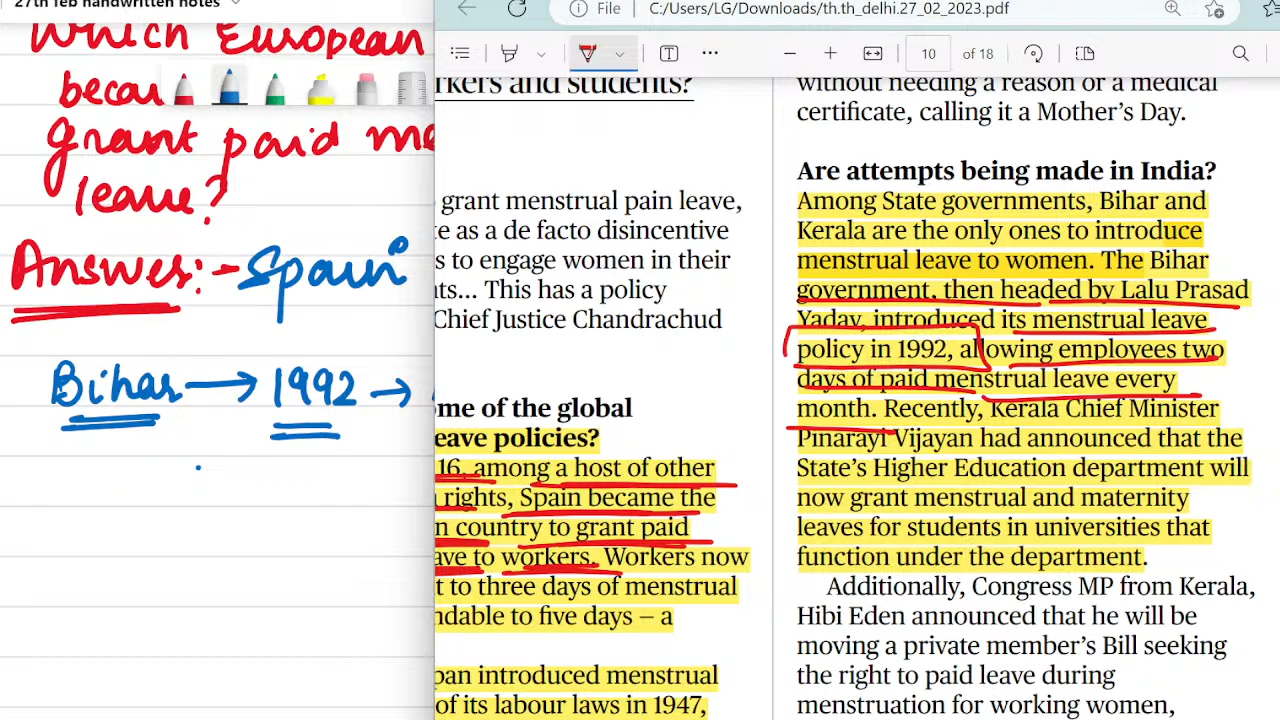 27th feb handwritten notes
Which European
becau
grant paid me
leave?
Answer:- Spain
Bihar → 1992 →
File C:/Users/LG/Downloads/th.th_delhi.27_02_2023.pdf
10 of 18
rkers and students?
grant menstrual pain leave,
te as a de facto disincentive
s to engage women in their
nts... This has a policy
Chief Justice Chandrachud
ome of the global
eave policies?
16, among a host of other
rights, Spain became the
n country to grant paid
ave to workers. Workers now
t to three days of menstrual
ndable to five days — a
pan introduced menstrual
of its labour laws in 1947,
without needing a reason or a medical
certificate, calling it a Mother's Day.
Are attempts being made in India?
Among State governments, Bihar and
Kerala are the only ones to introduce
menstrual leave to women. The Bihar
government, then headed by Lalu Prasad
Yadav, introduced its menstrual leave
policy in 1992, allowing employees two
days of paid menstrual leave every
month. Recently, Kerala Chief Minister
Pinarayi Vijayan had announced that the
State's Higher Education department will
now grant menstrual and maternity
leaves for students in universities that
function under the department.
Additionally, Congress MP from Kerala,
Hibi Eden announced that he will be
moving a private member's Bill seeking
the right to paid leave during
menstruation for working women,